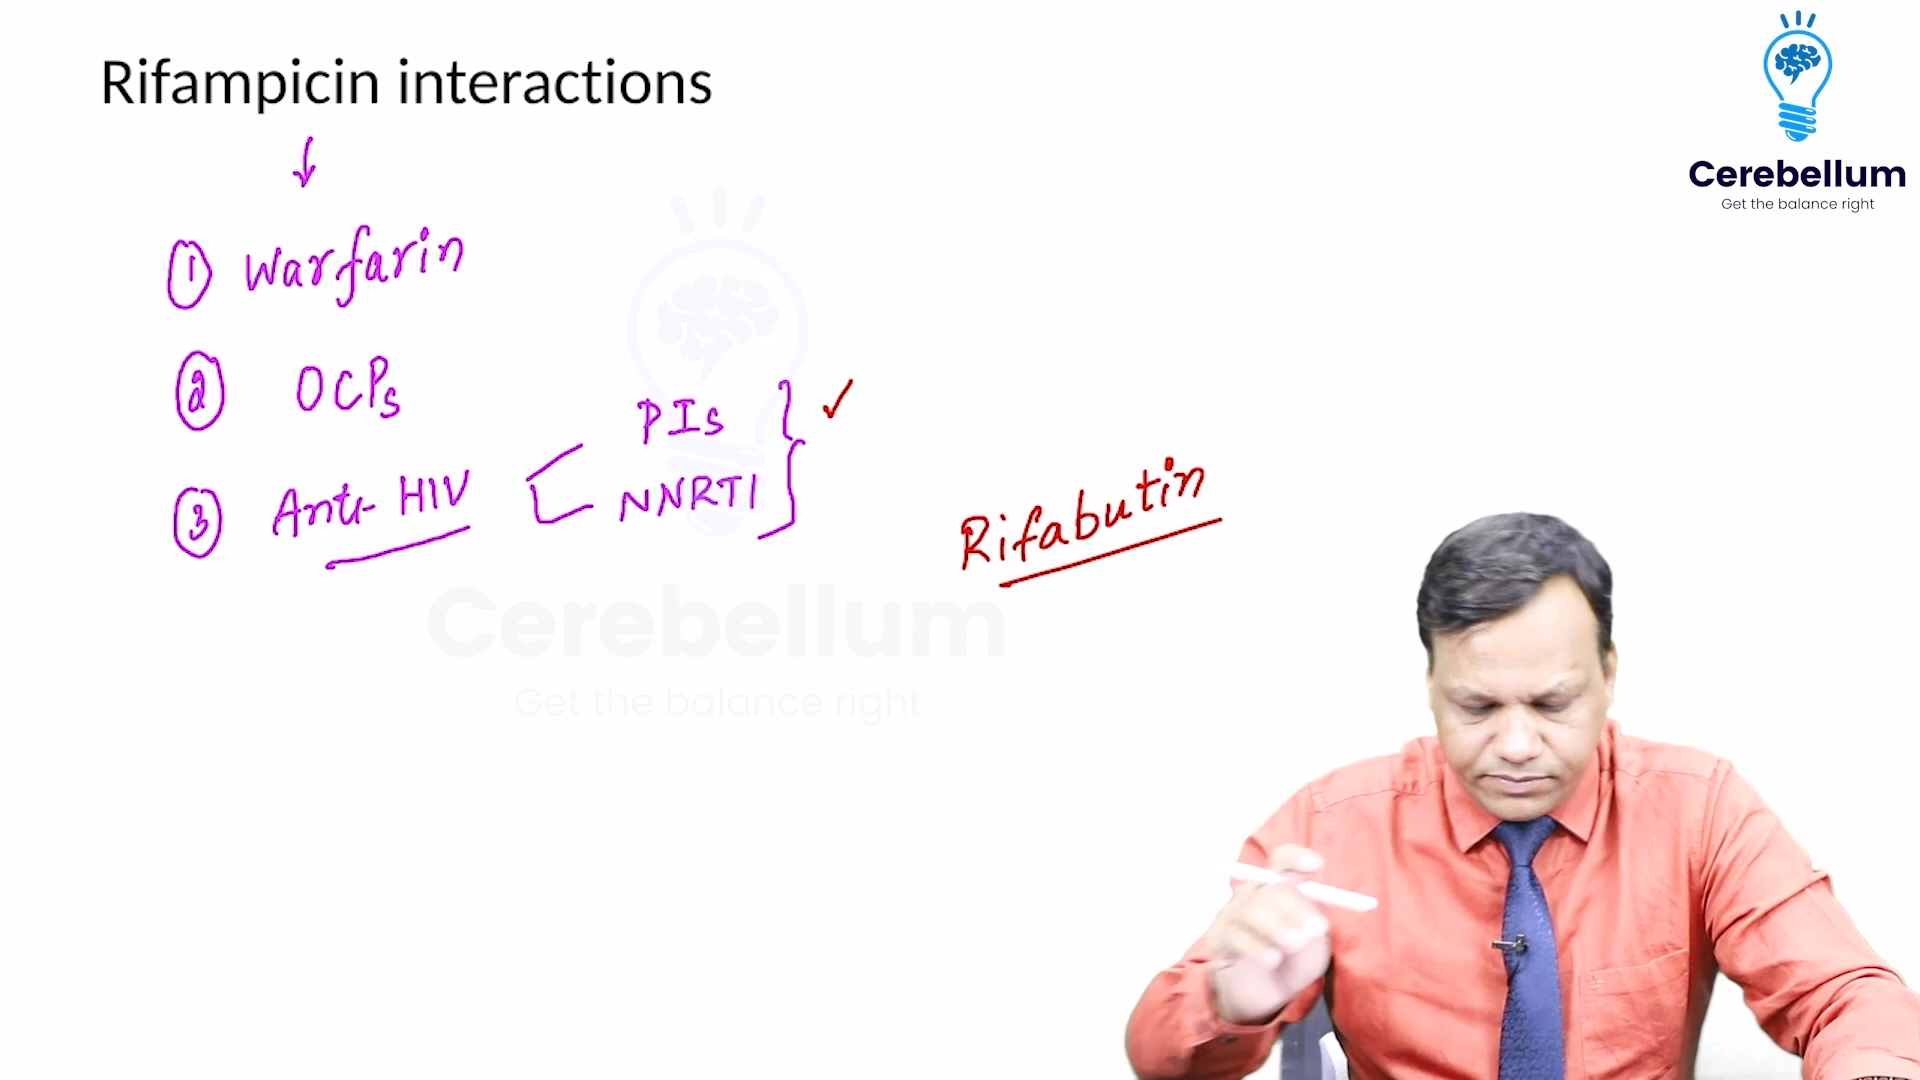 Rifampicin interactions
↓
① Warfarin
② OCPs
③ Anti-HIV
PIs
NNRTI
✓
Rifabutin
Cerebellum
Get the balance right
Cerebellum
Get the balance right